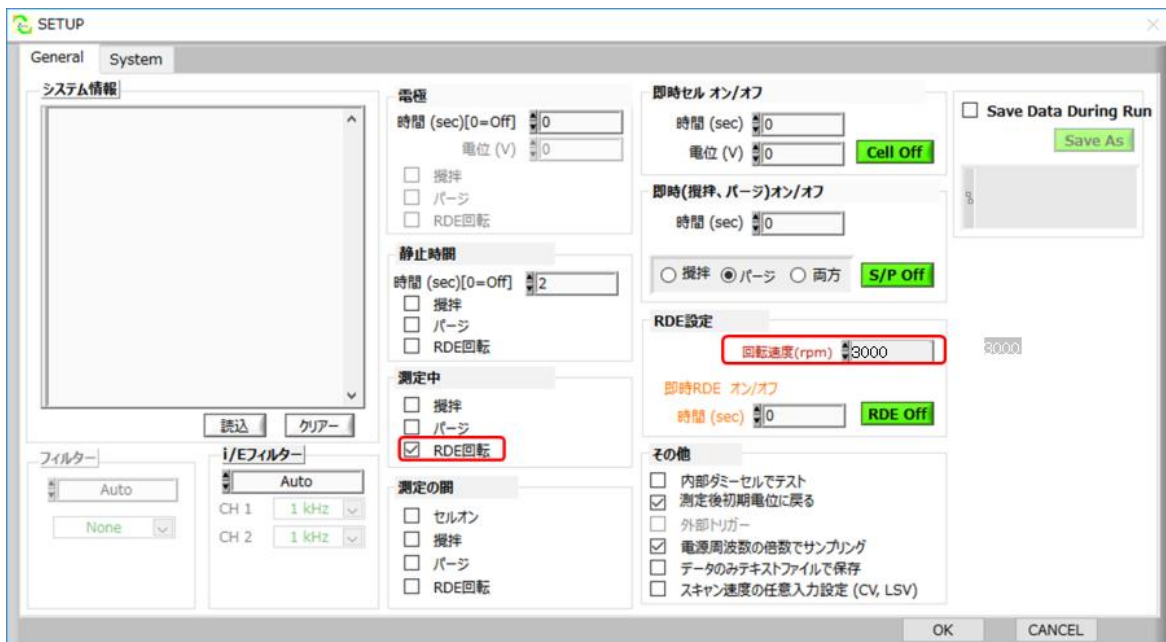 SETUP
General System
システム情報
読込 クリアー
フィルター
Auto
None
i/Eフィルター
Auto
CH 1 1 kHz
CH 2 1 kHz
電極
時間 (sec)[0=Off] 0
電位 (V) 0
攪拌
パージ
RDE回転
静止時間
時間 (sec)[0=Off] 2
攪拌
パージ
RDE回転
測定中
攪拌
パージ
RDE回転
測定の間
セルオン
攪拌
パージ
RDE回転
即時セル オン/オフ
時間 (sec) 0
電位 (V) 0 Cell Off
即時(攪拌、パージ)オン/オフ
時間 (sec) 0
攪拌 パージ 両方 S/P Off
RDE設定
回転速度(rpm) 3000
3000
即時RDE オン/オフ
時間 (sec) 0 RDE Off
その他
内部ダミーセルでテスト
測定後初期電位に戻る
外部トリガー
電源周波数の倍数でサンプリング
データのみテキストファイルで保存
スキャン速度の任意入力設定 (CV, LSV)
Save Data During Run
Save As
OK CANCEL